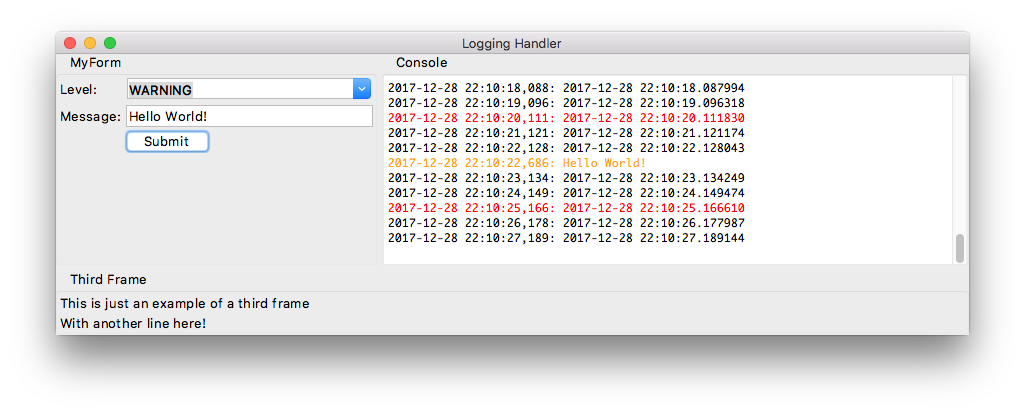 Logging Handler
MyForm
Level:
WARNING
Message:
Hello World!
Submit
Console
2017-12-28 22:10:18,088: 2017-12-28 22:10:18.087994
2017-12-28 22:10:19,096: 2017-12-28 22:10:19.096318
2017-12-28 22:10:20,111: 2017-12-28 22:10:20.111830
2017-12-28 22:10:21,121: 2017-12-28 22:10:21.121174
2017-12-28 22:10:22,128: 2017-12-28 22:10:22.128043
2017-12-28 22:10:22,686: Hello World!
2017-12-28 22:10:23,134: 2017-12-28 22:10:23.134249
2017-12-28 22:10:24,149: 2017-12-28 22:10:24.149474
2017-12-28 22:10:25,166: 2017-12-28 22:10:25.166610
2017-12-28 22:10:26,178: 2017-12-28 22:10:26.177987
2017-12-28 22:10:27,189: 2017-12-28 22:10:27.189144
Third Frame
This is just an example of a third frame
With another line here!